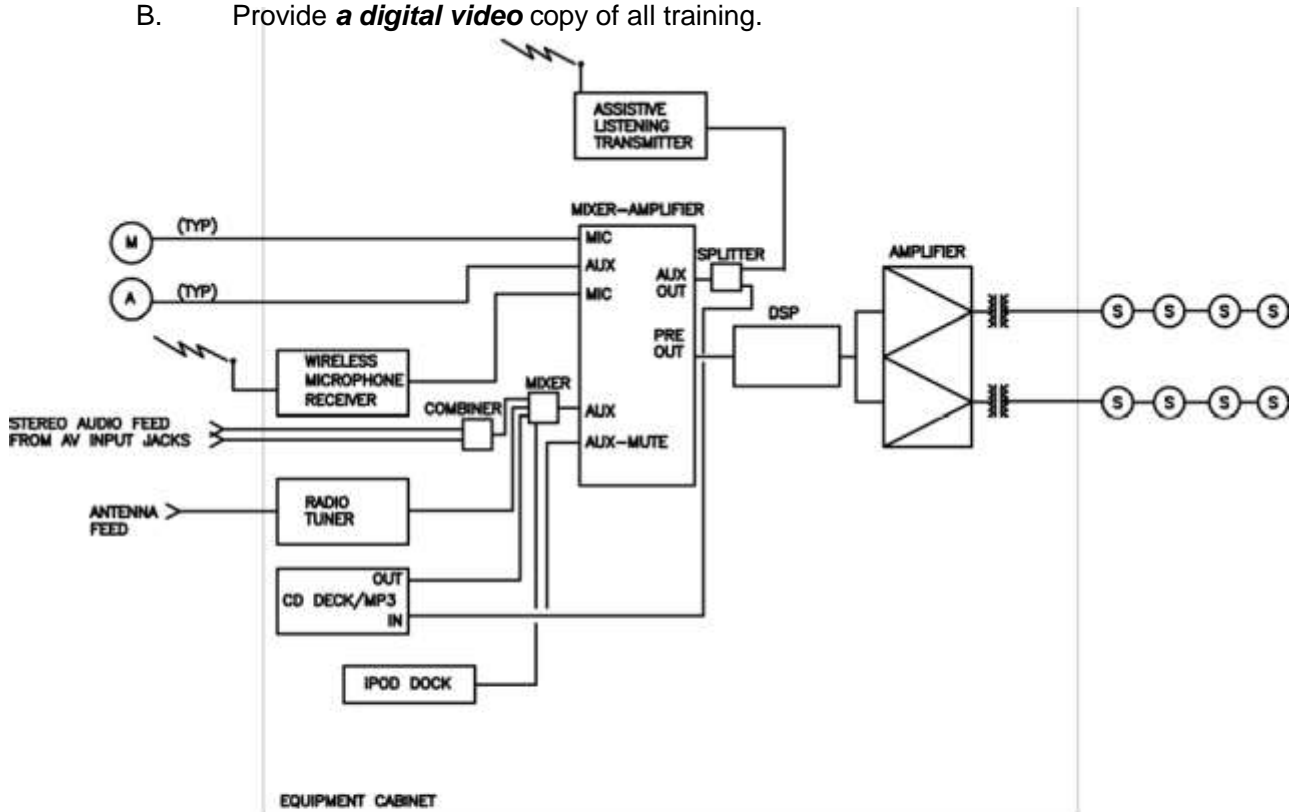 B. Provide a digital video copy of all training.
ASSISTIVE
LISTENING
TRANSMITTER
MIXER-AMPLIFIER
M
(TYP)
MIC
SPLITTER
AMPLIFIER
A
(TYP)
AUX
AUX
OUT
MIC
S
S
S
S
DSP
PRE
OUT
WIRELESS
MICROPHONE
RECEIVER
MIXER
COMBINER
AUX
S
S
S
S
STEREO AUDIO FEED
FROM AV INPUT JACKS
AUX-MUTE
ANTENNA
FEED
RADIO
TUNER
OUT
CD DECK/MP3
IN
iPOD DOCK
EQUIPMENT CABINET